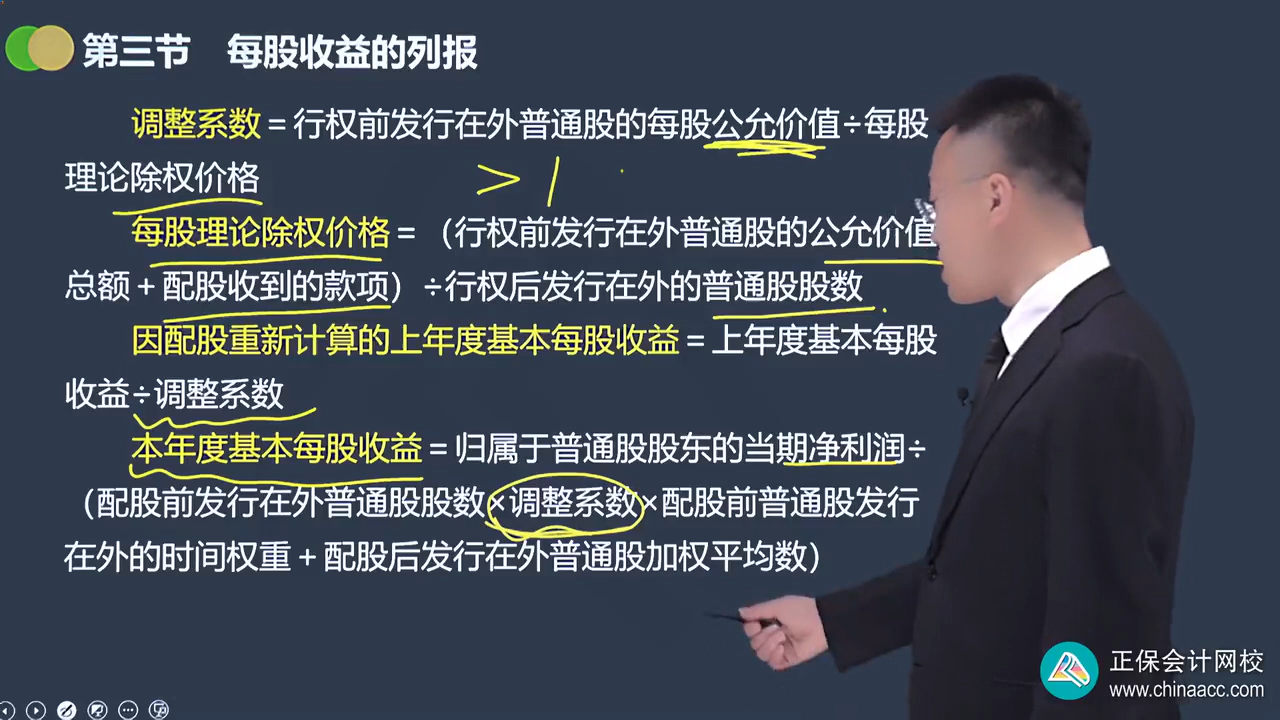 第三节 每股收益的列报
调整系数＝行权前发行在外普通股的每股公允价值÷每股
理论除权价格
＞1
每股理论除权价格＝（行权前发行在外普通股的公允价值
总额＋配股收到的款项）÷行权后发行在外的普通股股数
因配股重新计算的上年度基本每股收益＝上年度基本每股
收益÷调整系数
本年度基本每股收益＝归属于普通股股东的当期净利润÷
（配股前发行在外普通股股数×调整系数×配股前普通股发行
在外的时间权重＋配股后发行在外普通股加权平均数）
正保会计网校
www.chinaacc.com